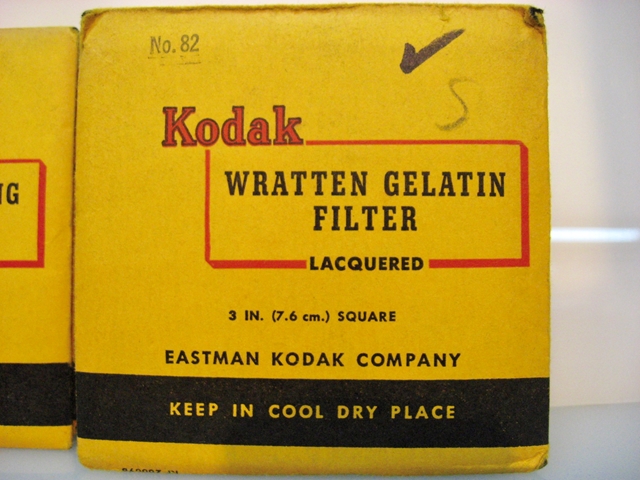 No. 82
S
Kodak
WRATTEN GELATIN
FILTER
LACQUERED
3 IN. (7.6 cm.) SQUARE
EASTMAN KODAK COMPANY
KEEP IN COOL DRY PLACE